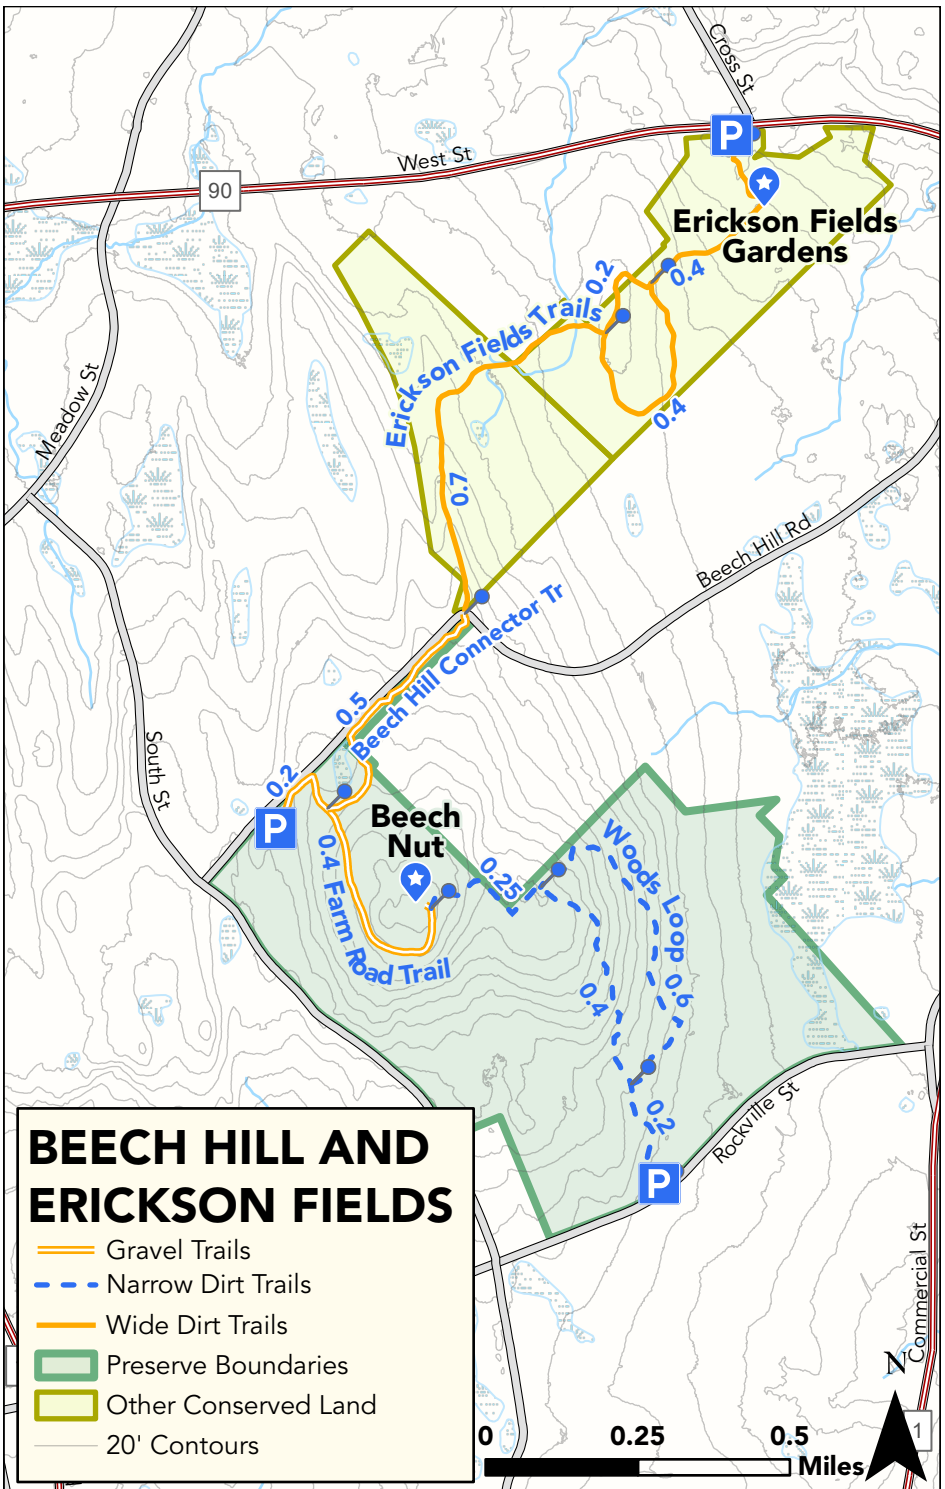 Cross St
P
West St
90
Erickson Fields
Gardens
0.2
0.4
Erickson Fields Trails
0.4
Meadow St
0.7
Beech Hill Rd
Beech Hill Connector Tr
0.5
South St
0.2
P
Beech
Nut
0.4
Farm Road Trail
0.25
Woods Loop
0.6
0.4
0.2
Rockville St
P
Commercial St
BEECH HILL AND
ERICKSON FIELDS
Gravel Trails
Narrow Dirt Trails
Wide Dirt Trails
Preserve Boundaries
Other Conserved Land
20' Contours
N
1
0 0.25 0.5
Miles